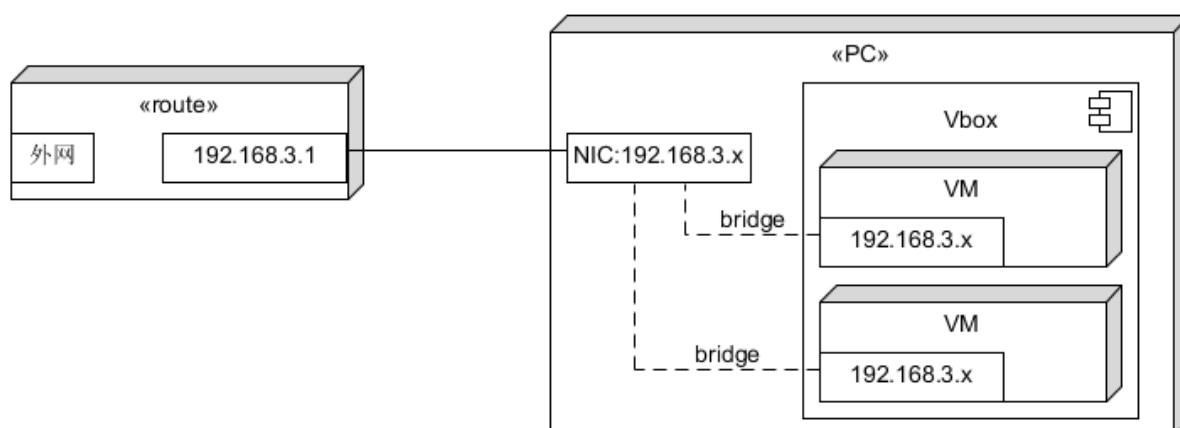 «route»
外网
192.168.3.1
«PC»
NIC:192.168.3.x
Vbox
VM
192.168.3.x
bridge
VM
192.168.3.x
bridge